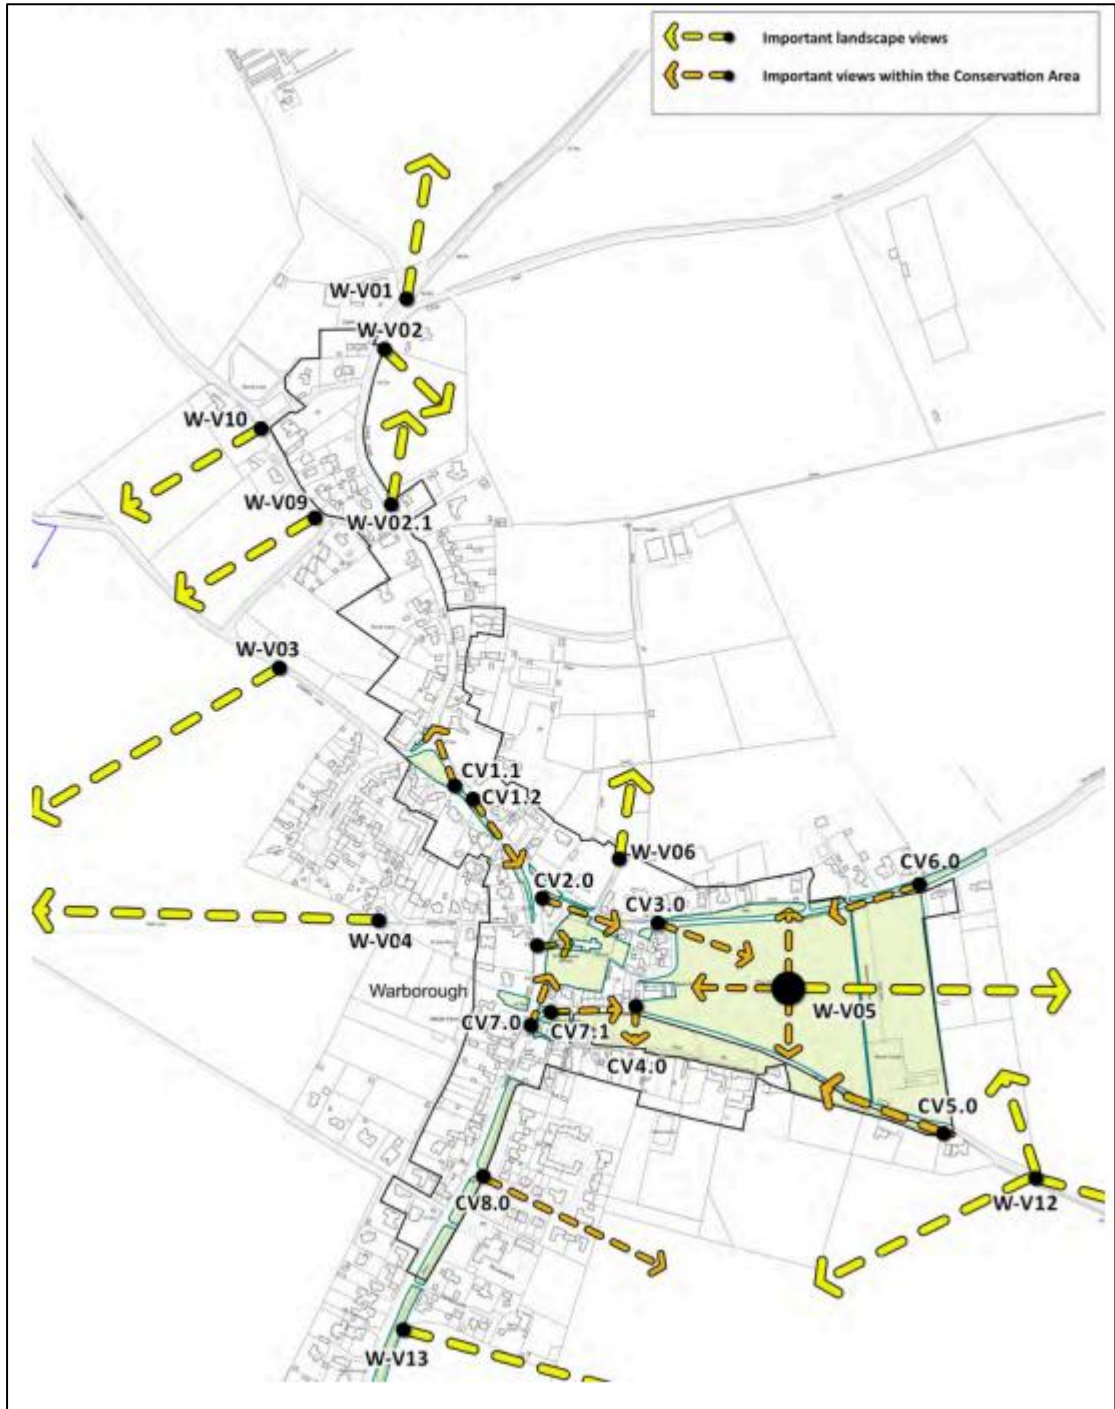 Important landscape views
Important views within the Conservation Area
W-V01
W-V02
W-V10
W-V09
W-V02.1
W-V03
CV1.1
CV1.2
W-V06
CV6.0
CV2.0
CV3.0
W-V04
Warborough
W-V05
CV7.0
CV7.1
CV4.0
CV5.0
W-V12
CV8.0
W-V13